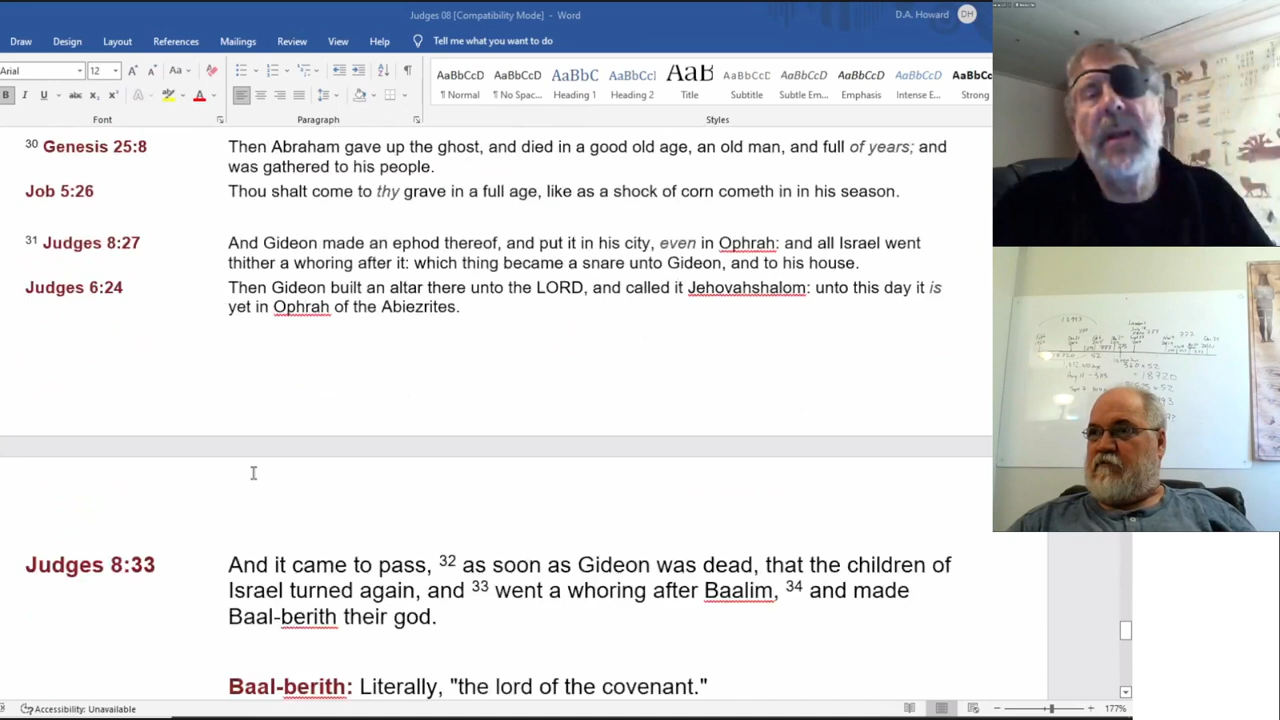 Judges 08 [Compatibility Mode] - Word
D.A. Howard DH
Draw Design Layout References Mailings Review View Help Tell me what you want to do
Arial 12 Aa
B I U abc x₂ x² A A
AaBbCcD AaBbCcD AaBbC AaBbCcl AaB AaBbCcD AaBbCcD AaBbCcD AaBbCcD AaBbCc
¶ Normal ¶ No Spac... Heading 1 Heading 2 Title Subtitle Subtle Em... Emphasis Intense E... Strong
Font Paragraph Styles
30 Genesis 25:8 Then Abraham gave up the ghost, and died in a good old age, an old man, and full of years; and
was gathered to his people.
Job 5:26 Thou shalt come to thy grave in a full age, like as a shock of corn cometh in in his season.
31 Judges 8:27 And Gideon made an ephod thereof, and put it in his city, even in Ophrah: and all Israel went
thither a whoring after it: which thing became a snare unto Gideon, and to his house.
Judges 6:24 Then Gideon built an altar there unto the LORD, and called it Jehovahshalom: unto this day it is
yet in Ophrah of the Abiezrites.
Judges 8:33 And it came to pass, 32 as soon as Gideon was dead, that the children of
Israel turned again, and 33 went a whoring after Baalim, 34 and made
Baal-berith their god.
Baal-berith: Literally, "the lord of the covenant."
Accessibility: Unavailable
177%
360 x 52
= 18720